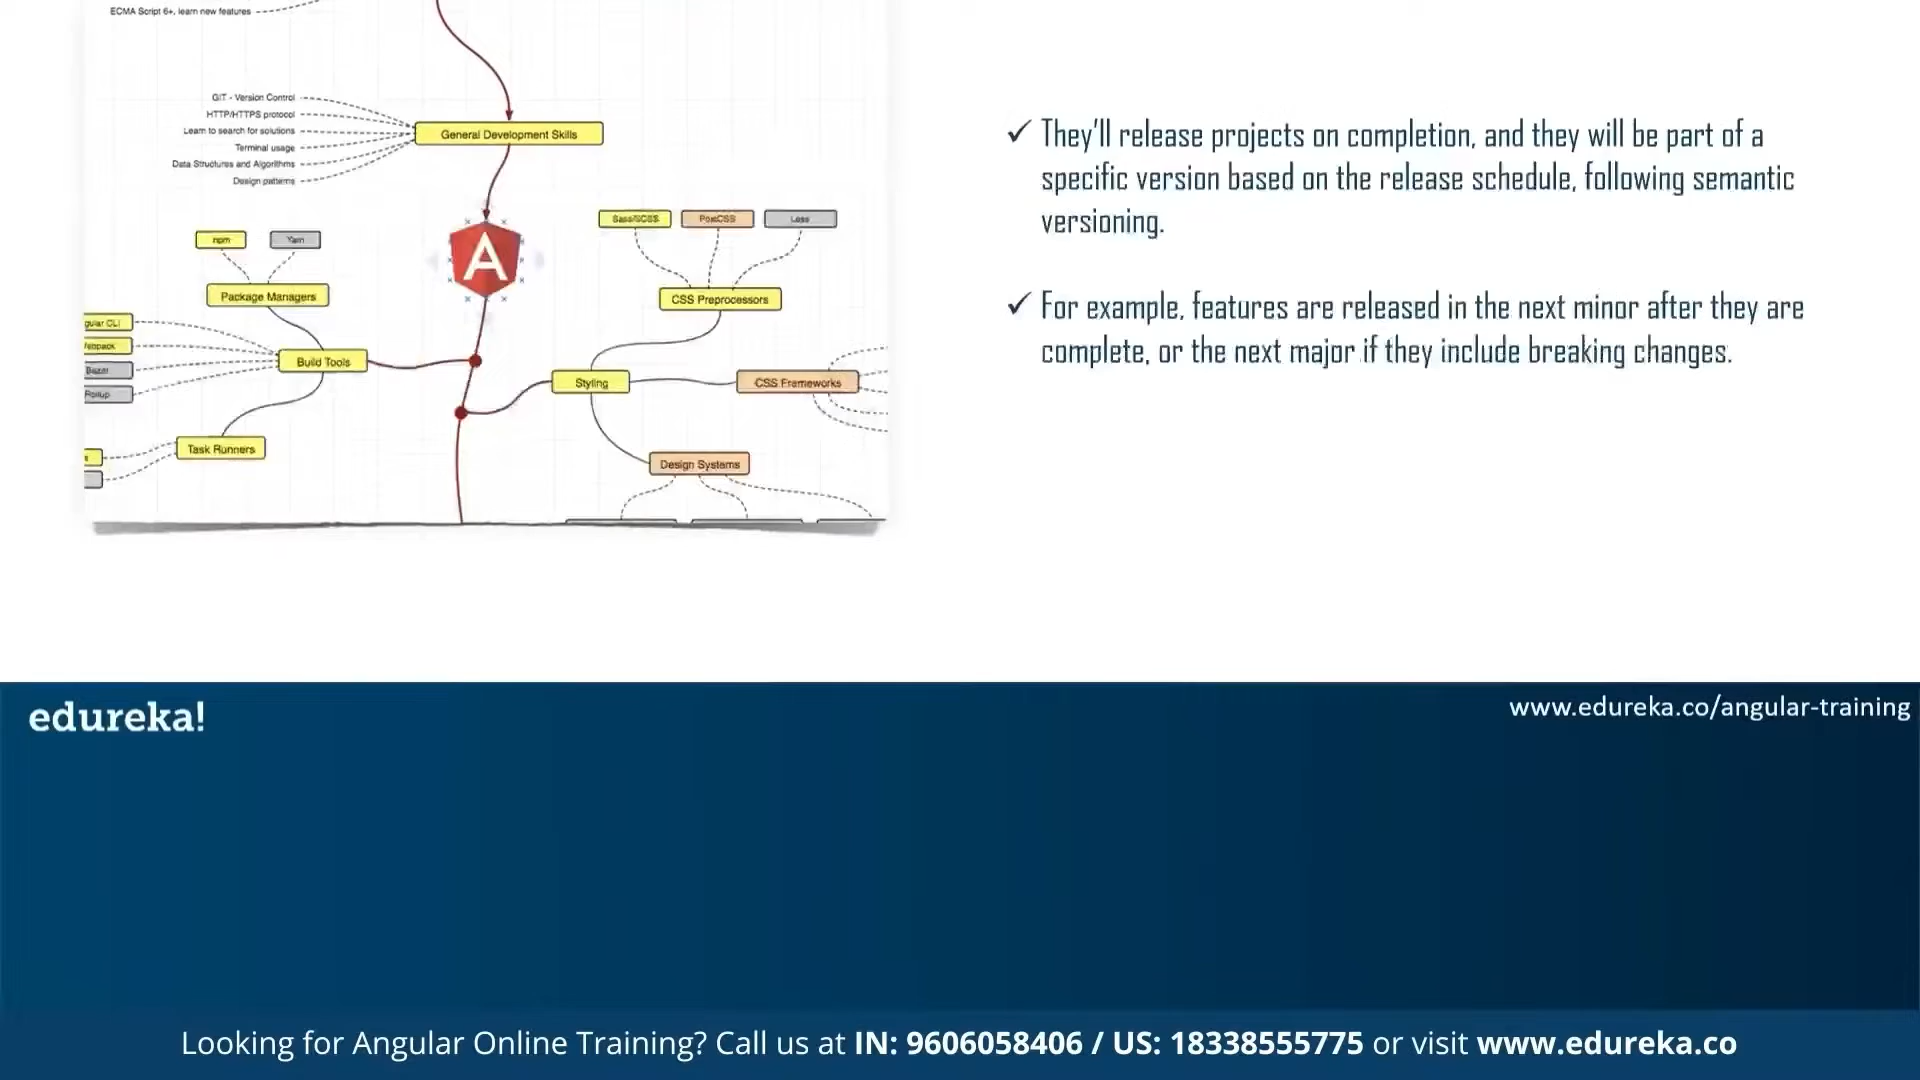 ECMA Script 6+, learn new features
GIT - Version Control
HTTP/HTTPS protocol
Learn to search for solutions
Terminal usage
Data Structures and Algorithms
Design patterns
General Development Skills
npm
Yarn
Package Managers
gular CLI
Webpack
Bazel
Rollup
Build Tools
Task Runners
A
Sass/SCSS
PostCSS
Less
CSS Preprocessors
Styling
CSS Frameworks
Design Systems
✓ They'll release projects on completion, and they will be part of a
specific version based on the release schedule, following semantic
versioning.
✓ For example, features are released in the next minor after they are
complete, or the next major if they include breaking changes.
edureka!
www.edureka.co/angular-training
Looking for Angular Online Training? Call us at IN: 9606058406 / US: 18338555775 or visit www.edureka.co